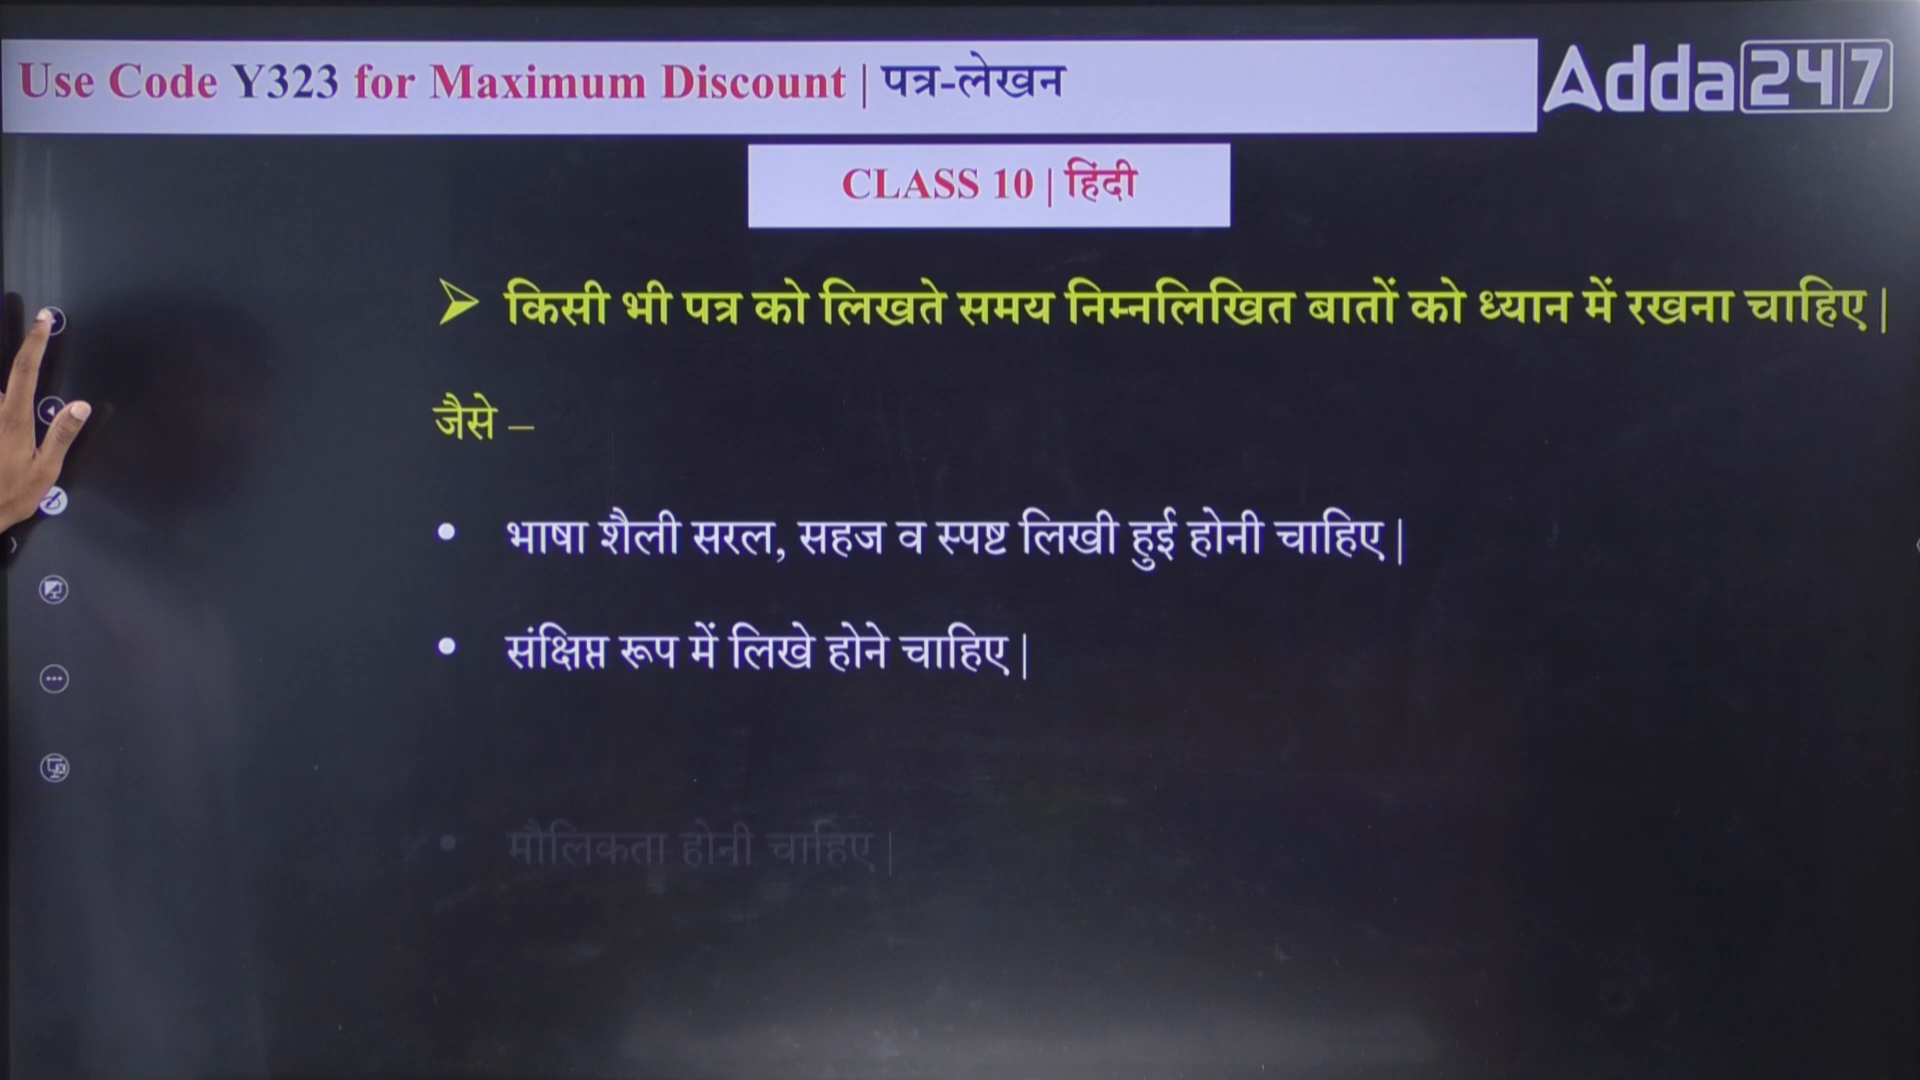 Use Code Y323 for Maximum Discount | पत्र-लेखन
Adda247
CLASS 10 | हिंदी
किसी भी पत्र को लिखते समय निम्नलिखित बातों को ध्यान में रखना चाहिए |
जैसे –
• भाषा शैली सरल, सहज व स्पष्ट लिखी हुई होनी चाहिए |
• संक्षिप्त रूप में लिखे होने चाहिए |
• मौलिकता होनी चाहिए |